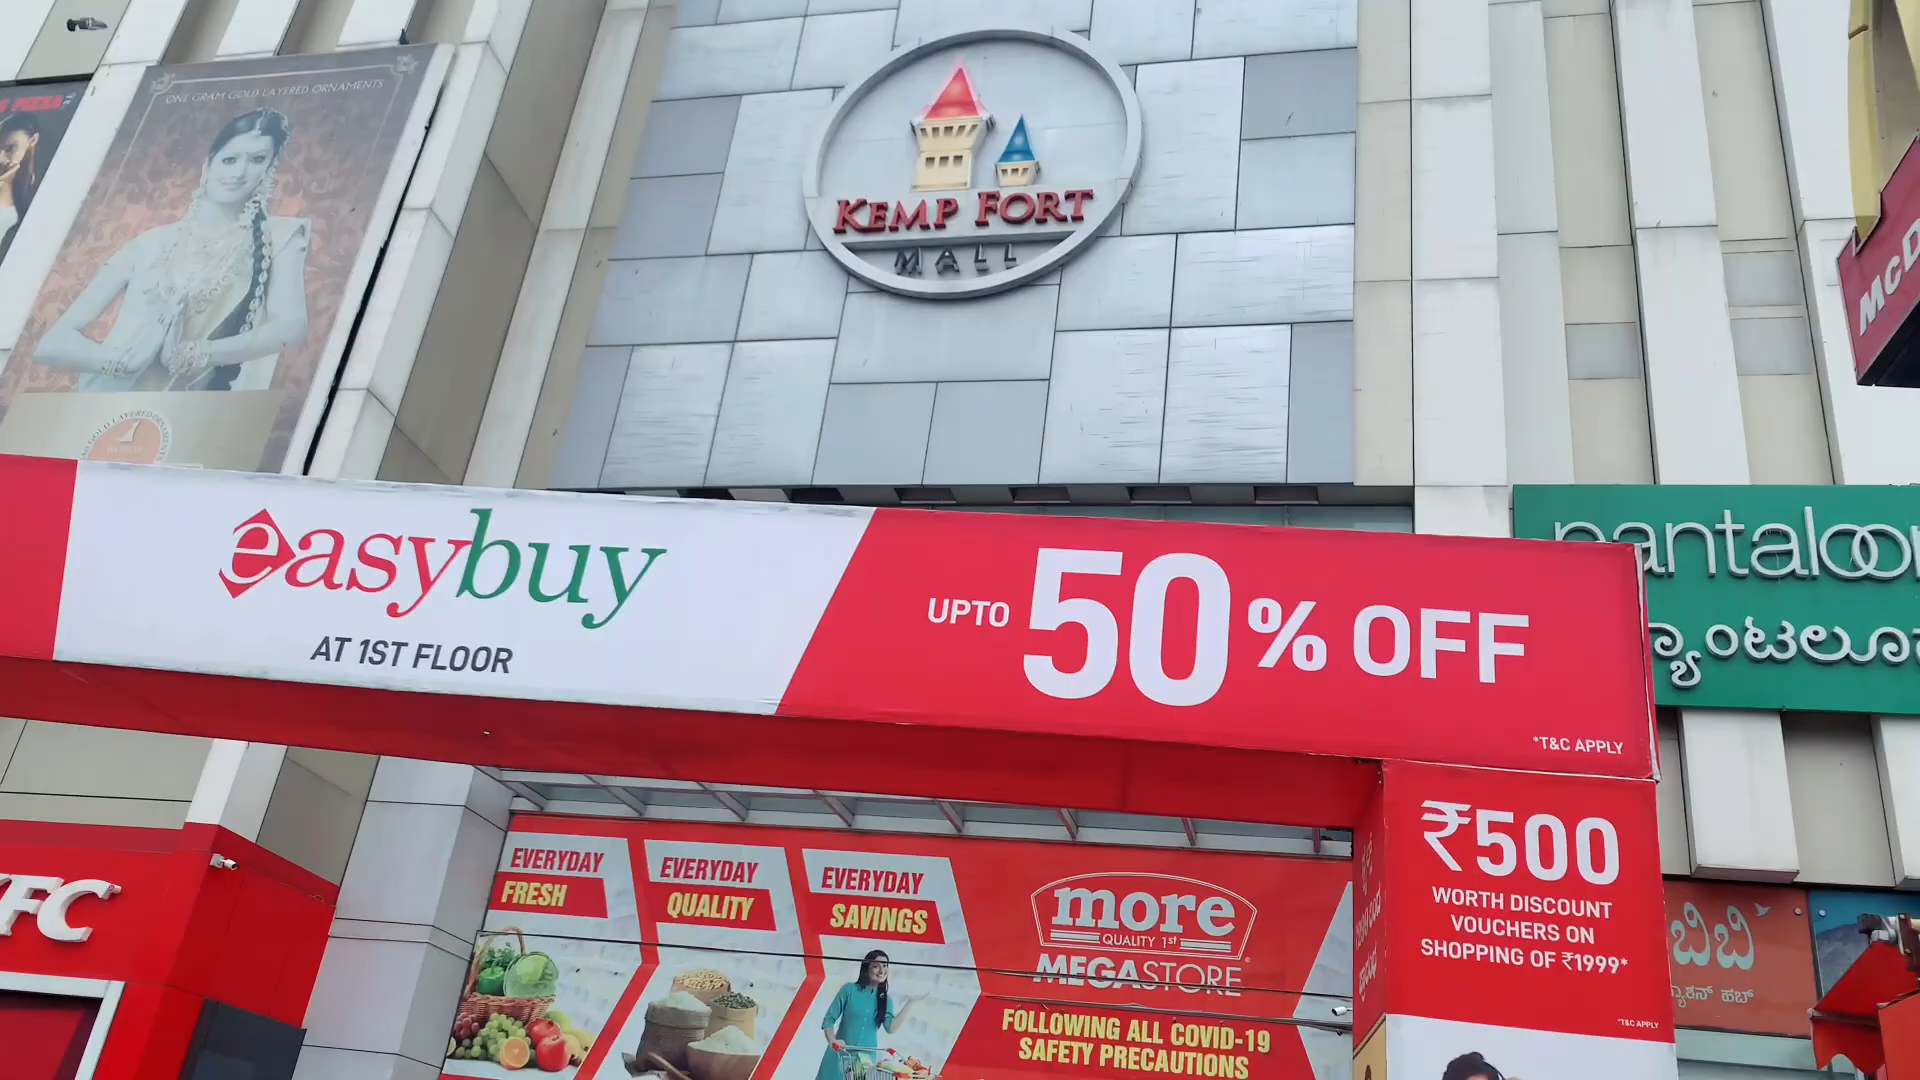 ONE GRAM GOLD LAYERED ORNAMENTS
KEMP FORT
MALL
McD
easybuy
AT 1ST FLOOR
UPTO 50% OFF
*T&C APPLY
pantaloon
ಪ್ಯಾಂಟಲೂನ
₹500
WORTH DISCOUNT
VOUCHERS ON
SHOPPING OF ₹1999*
*T&C APPLY
KFC
EVERYDAY
FRESH
EVERYDAY
QUALITY
EVERYDAY
SAVINGS
more
QUALITY 1st
MEGASTORE
FOLLOWING ALL COVID-19
SAFETY PRECAUTIONS
ಬಿಬಿ